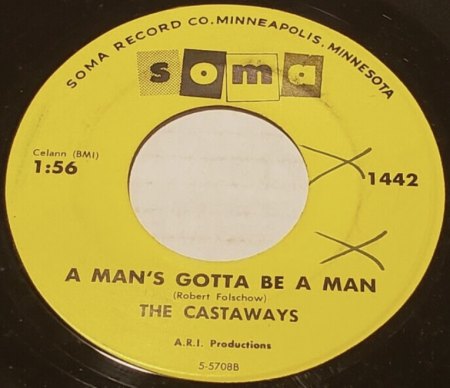 SOMA RECORD CO. MINNEAPOLIS, MINNESOTA
soma
Celann (BMI)
1:56
1442
A MAN'S GOTTA BE A MAN
(Robert Folschow)
THE CASTAWAYS
A.R.I. Productions
5-5708B